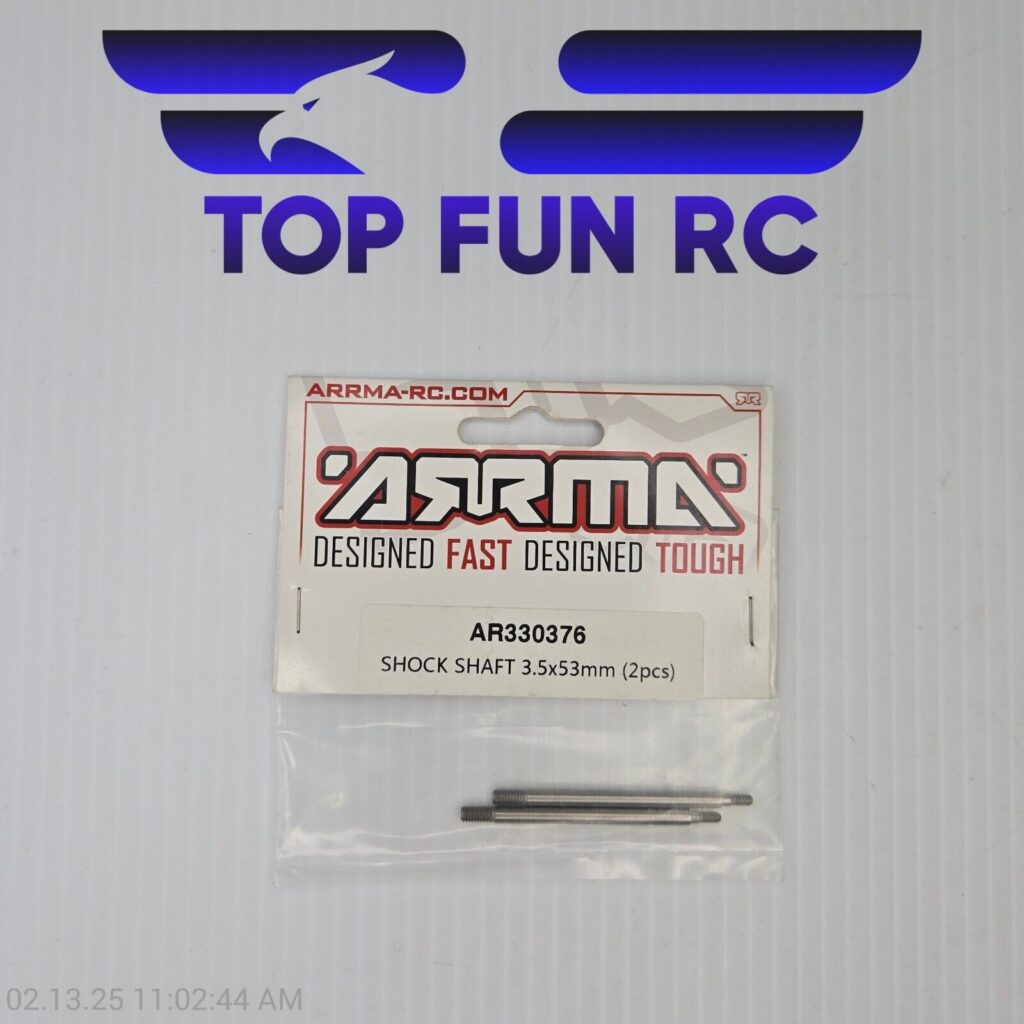 TOP FUN RC
ARRMA-RC.COM
ARRMA™
DESIGNED FAST DESIGNED TOUGH
AR330376
SHOCK SHAFT 3.5x53mm (2pcs)
02.13.25 11:02:44 AM